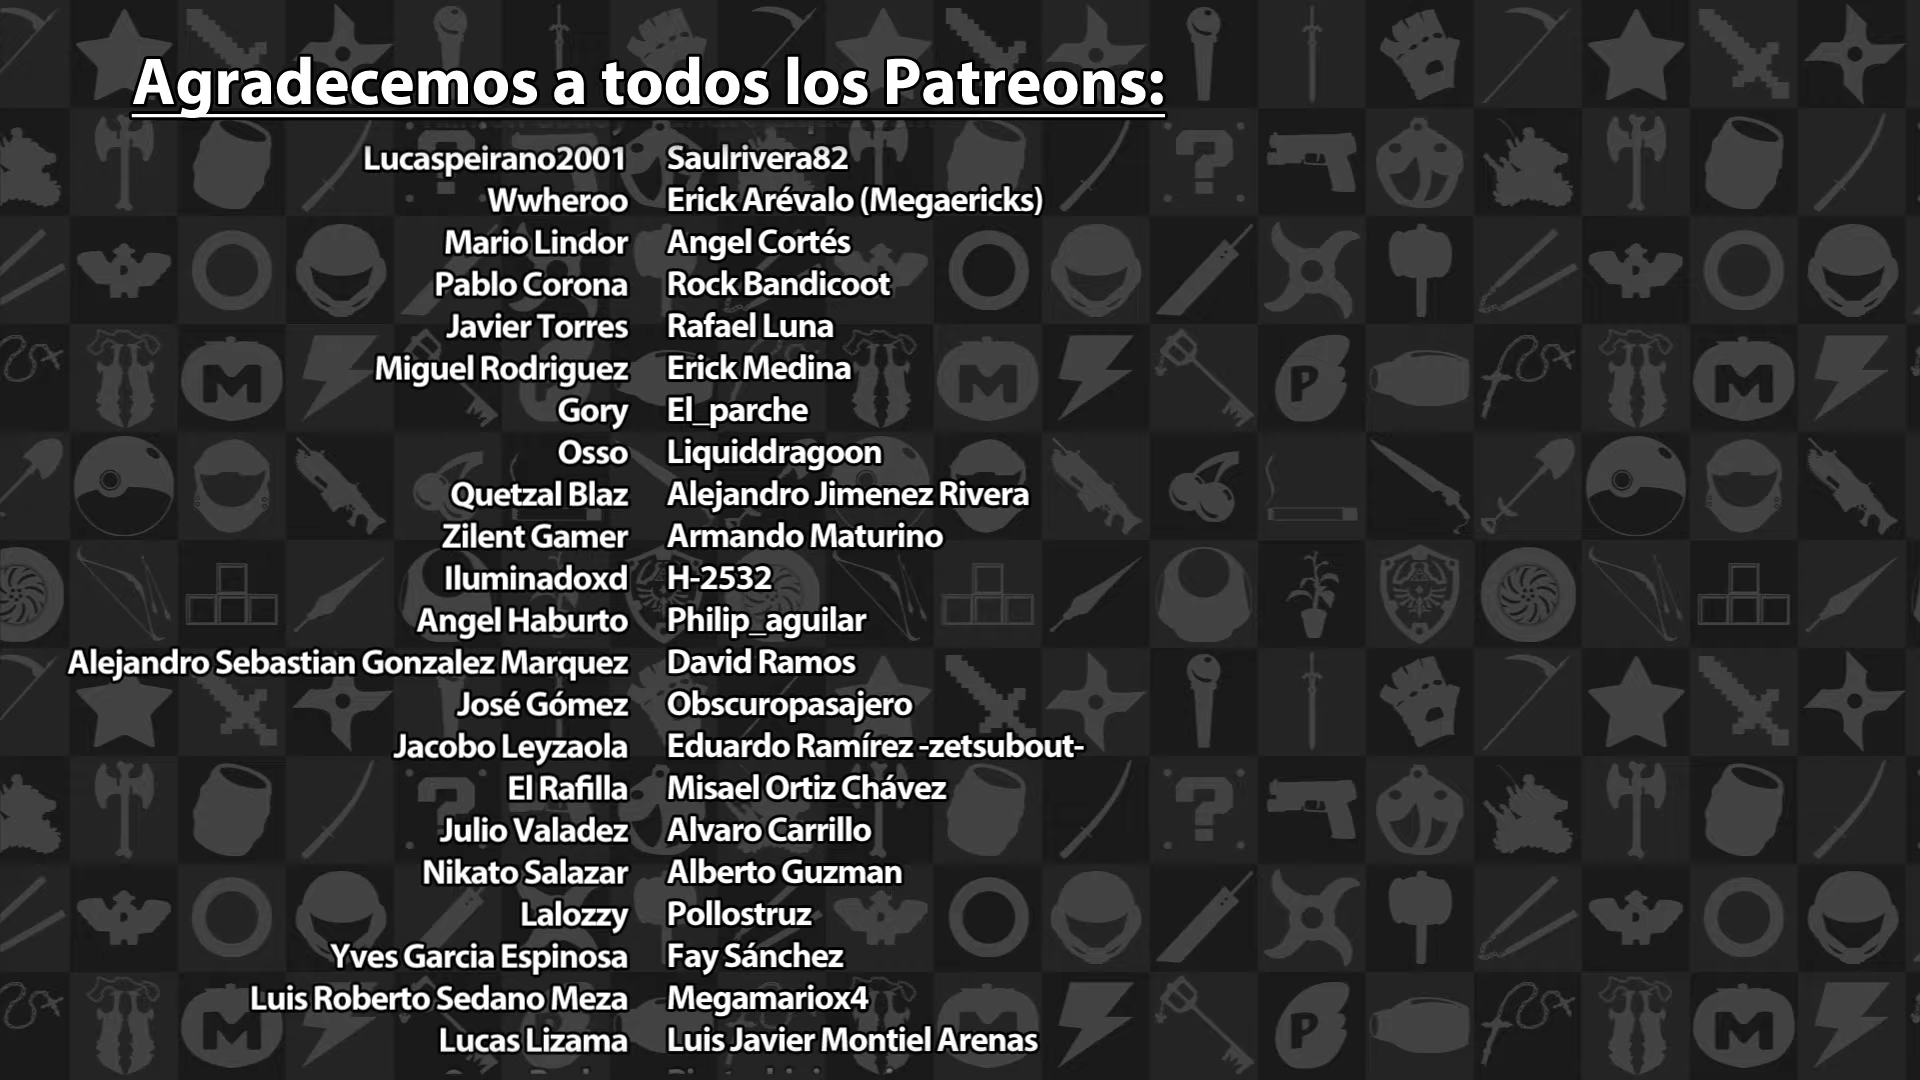 Agradecemos a todos los Patreons:
Lucaspeirano2001 Saulrivera82
Wwheroo Erick Arévalo (Megaericks)
Mario Lindor Angel Cortés
Pablo Corona Rock Bandicoot
Javier Torres Rafael Luna
Miguel Rodriguez Erick Medina
Gory El_parche
Osso Liquiddragoon
Quetzal Blaz Alejandro Jimenez Rivera
Zilent Gamer Armando Maturino
Iluminadoxd H-2532
Angel Haburto Philip_aguilar
Alejandro Sebastian Gonzalez Marquez David Ramos
José Gómez Obscuropasajero
Jacobo Leyzaola Eduardo Ramírez -zetsubout-
El Rafilla Misael Ortiz Chávez
Julio Valadez Alvaro Carrillo
Nikato Salazar Alberto Guzman
Lalozzy Pollostruz
Yves Garcia Espinosa Fay Sánchez
Luis Roberto Sedano Meza Megamariox4
Lucas Lizama Luis Javier Montiel Arenas